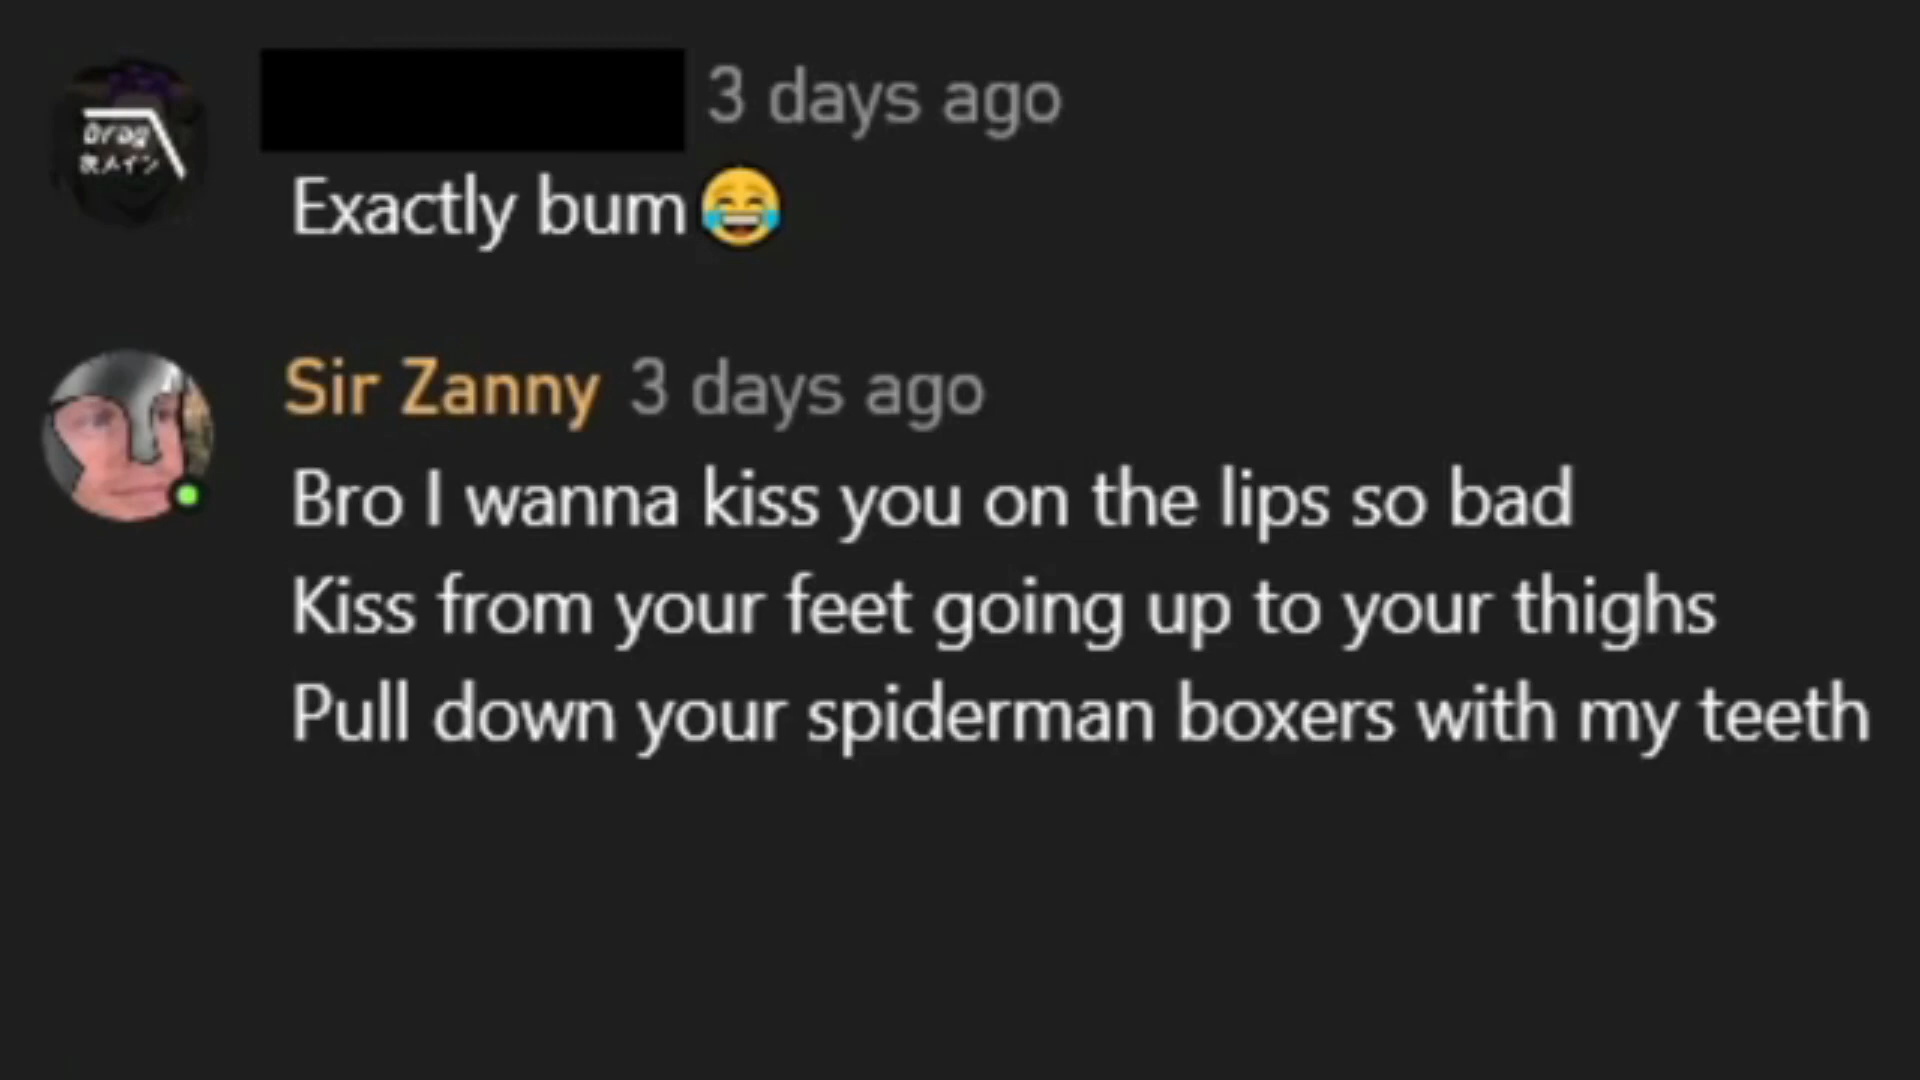 3 days ago
Drag
Exactly bum😂
Sir Zanny 3 days ago
Bro I wanna kiss you on the lips so bad
Kiss from your feet going up to your thighs
Pull down your spiderman boxers with my teeth